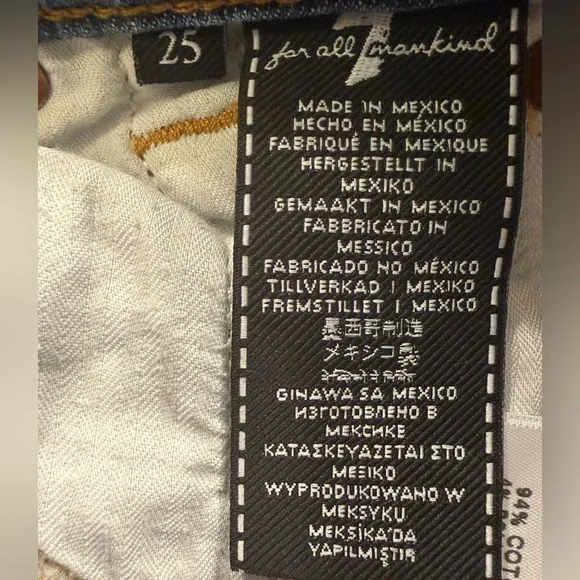 25
7
for all mankind
MADE IN MEXICO
HECHO EN MÉXICO
FABRIQUÉ EN MEXIQUE
HERGESTELLT IN
MEXIKO
GEMAAKT IN MEXICO
FABBRICATO IN
MESSICO
FABRICADO NO MÉXICO
TILLVERKAD I MEXIKO
FREMSTILLET I MEXICO
墨西哥制造
メキシコ製
GINAWA SA MEXICO
ИЗГОТОВЛЕНО В
МЕКСИКЕ
ΚΑΤΑΣΚΕΥΑΖΕΤΑΙ ΣΤΟ
ΜΕΞΙΚΟ
WYPRODUKOWANO W
MEKSYKU
MEKSİKA'DA
YAPILMIŞTIR
94% COT